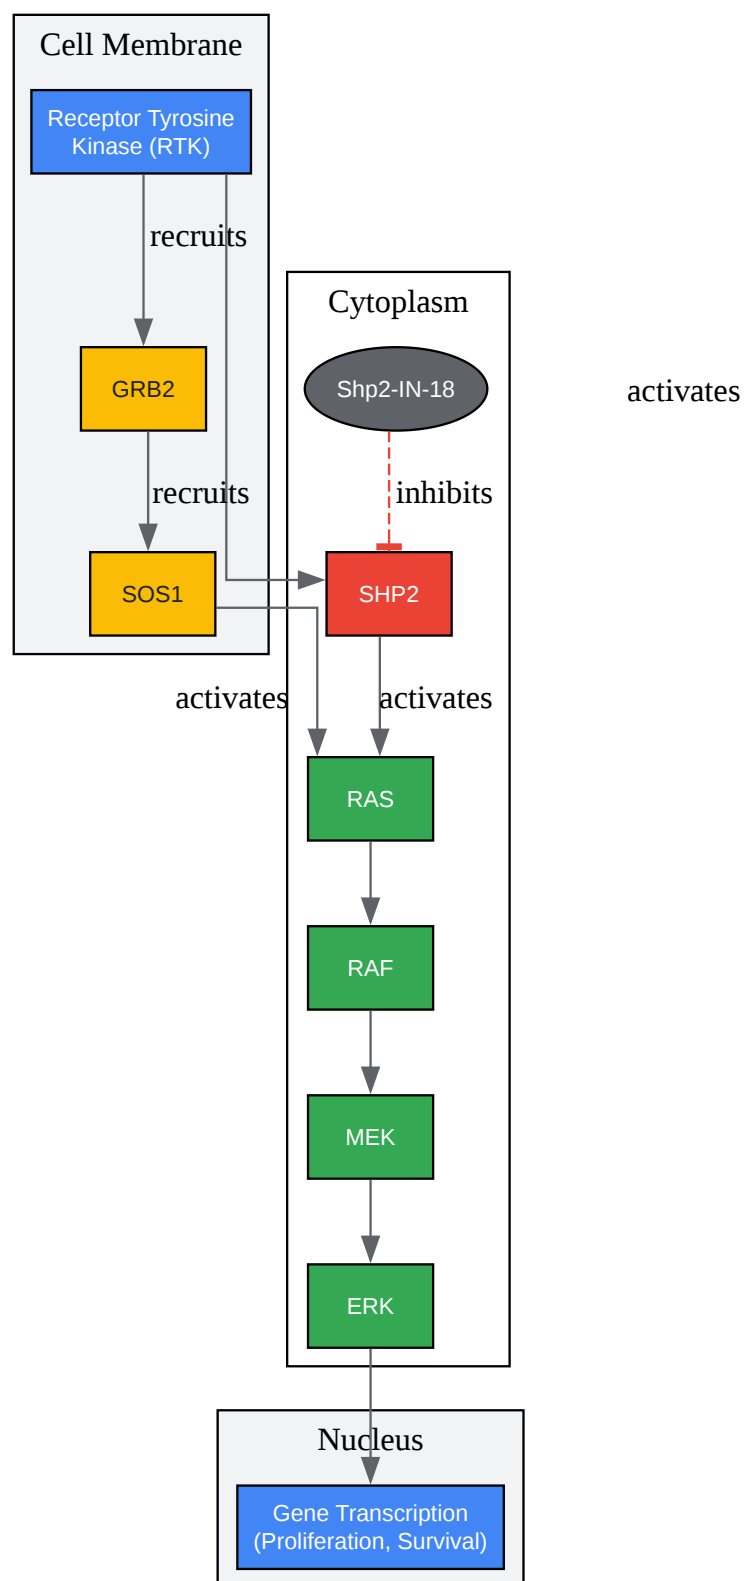 Cell Membrane
Receptor Tyrosine
Kinase (RTK)
recruits
Cytoplasm
GRB2
Shp2-IN-18
activates
recruits
inhibits
SOS1
SHP2
activates
activates
RAS
RAF
MEK
ERK
Nucleus
Gene Transcription
(Proliferation, Survival)